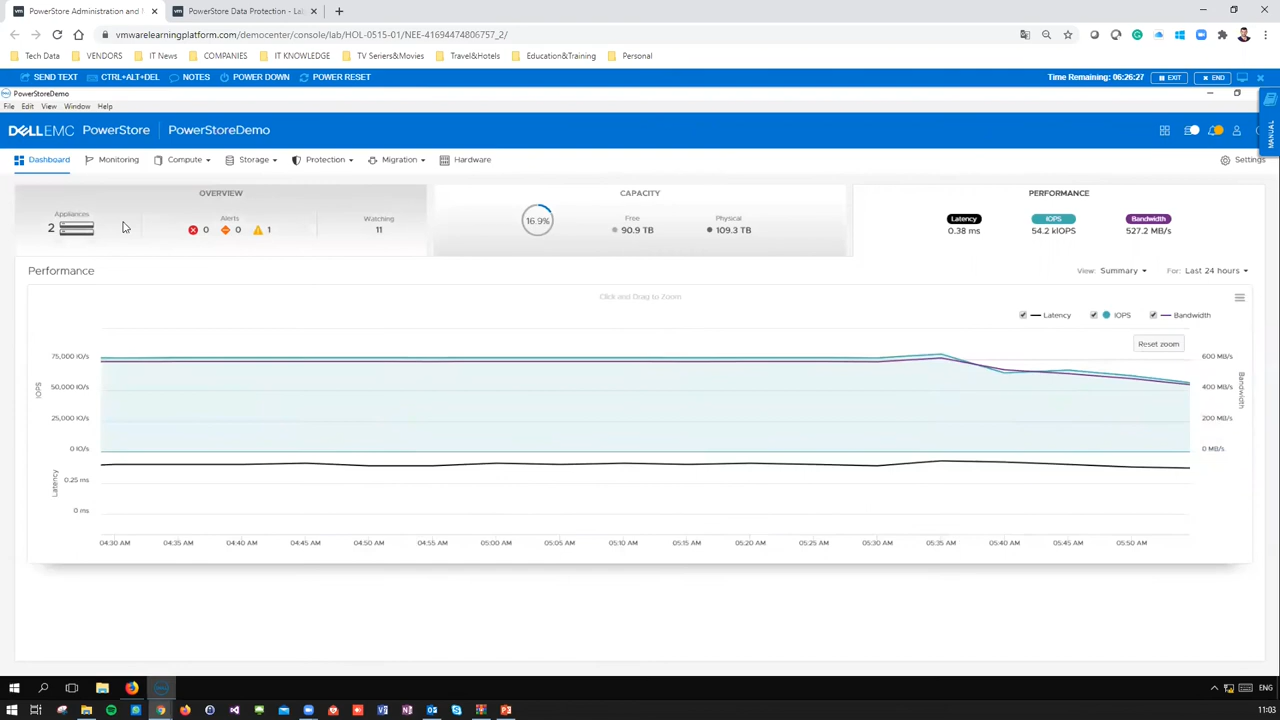 PowerStore Administration and
PowerStore Data Protection - La
vmwarelearningplatform.com/democenter/console/lab/HOL-0515-01/NEE-41694474806757_2/
Tech Data
VENDORS
IT News
COMPANIES
IT KNOWLEDGE
TV Seriers&Movies
Travel&Hotels
Education&Training
Personal
SEND TEXT
CTRL+ALT+DEL
NOTES
POWER DOWN
POWER RESET
Time Remaining: 06:26:27
EXIT
END
PowerStoreDemo
File Edit View Window Help
MANUAL
DELLEMC PowerStore
PowerStoreDemo
Dashboard
Monitoring
Compute
Storage
Protection
Migration
Hardware
Settings
OVERVIEW
Appliances
2
Alerts
0
0
1
Watching
11
CAPACITY
16.9%
Free
90.9 TB
Physical
109.3 TB
PERFORMANCE
Latency
0.38 ms
IOPS
54.2 kIOPS
Bandwidth
527.2 MB/s
Performance
View: Summary
For: Last 24 hours
Click and Drag to Zoom
Latency
IOPS
Bandwidth
Reset zoom
75,000 IO/s
50,000 IO/s
25,000 IO/s
0 IO/s
IOPS
600 MB/s
400 MB/s
200 MB/s
0 MB/s
Bandwidth
0.25 ms
0 ms
Latency
04:30 AM 04:35 AM 04:40 AM 04:45 AM 04:50 AM 04:55 AM 05:00 AM 05:05 AM 05:10 AM 05:15 AM 05:20 AM 05:25 AM 05:30 AM 05:35 AM 05:40 AM 05:45 AM 05:50 AM
ENG
11:03